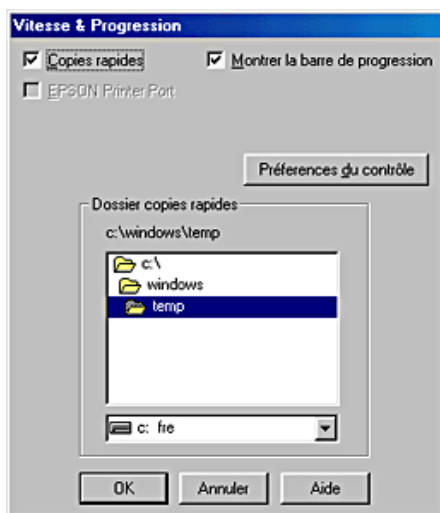 Vitesse & Progression
Copies rapides
Montrer la barre de progression
EPSON Printer Port
Préferences du contrôle
Dossier copies rapides
c:\windows\temp
c:\
windows
temp
c: fre
OK
Annuler
Aide